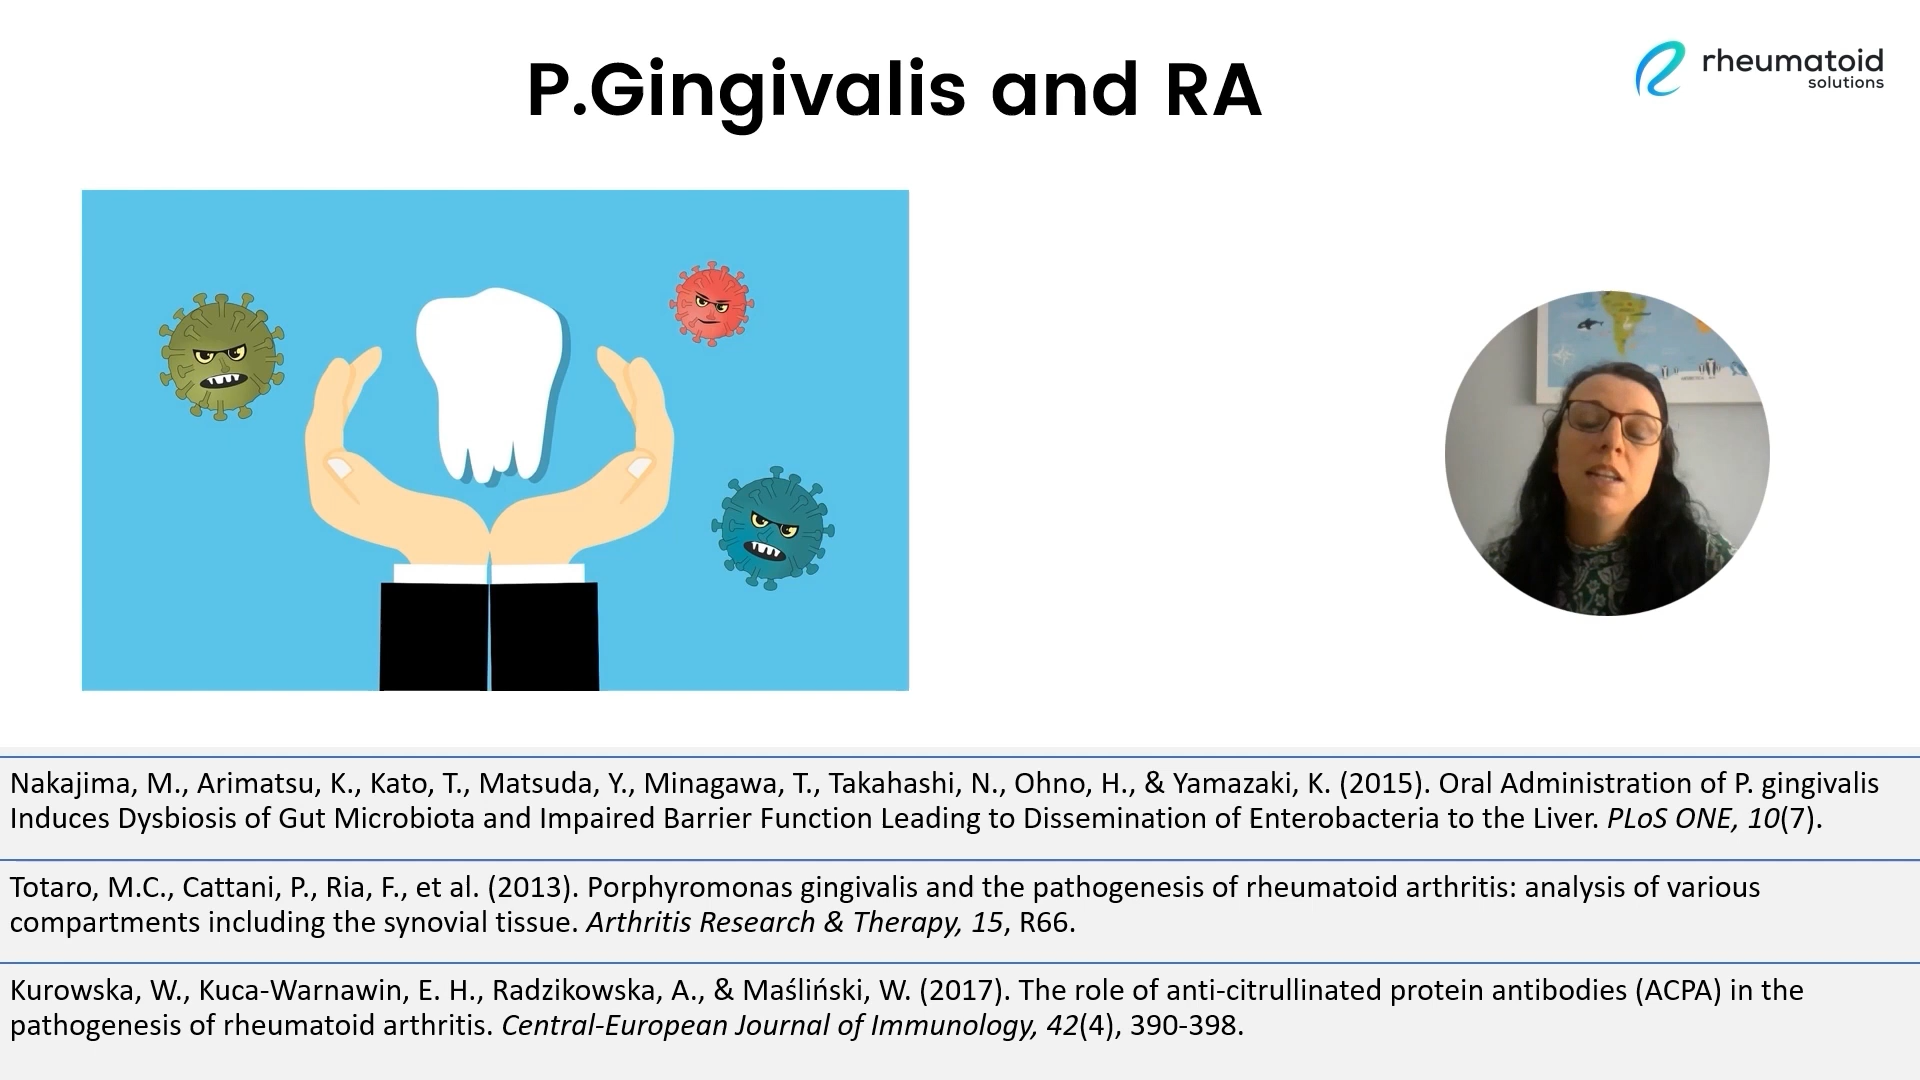 P.Gingivalis and RA
rheumatoid
solutions
Nakajima, M., Arimatsu, K., Kato, T., Matsuda, Y., Minagawa, T., Takahashi, N., Ohno, H., & Yamazaki, K. (2015). Oral Administration of P. gingivalis
Induces Dysbiosis of Gut Microbiota and Impaired Barrier Function Leading to Dissemination of Enterobacteria to the Liver. PLoS ONE, 10(7).
Totaro, M.C., Cattani, P., Ria, F., et al. (2013). Porphyromonas gingivalis and the pathogenesis of rheumatoid arthritis: analysis of various
compartments including the synovial tissue. Arthritis Research & Therapy, 15, R66.
Kurowska, W., Kuca-Warnawin, E. H., Radzikowska, A., & Maśliński, W. (2017). The role of anti-citrullinated protein antibodies (ACPA) in the
pathogenesis of rheumatoid arthritis. Central-European Journal of Immunology, 42(4), 390-398.